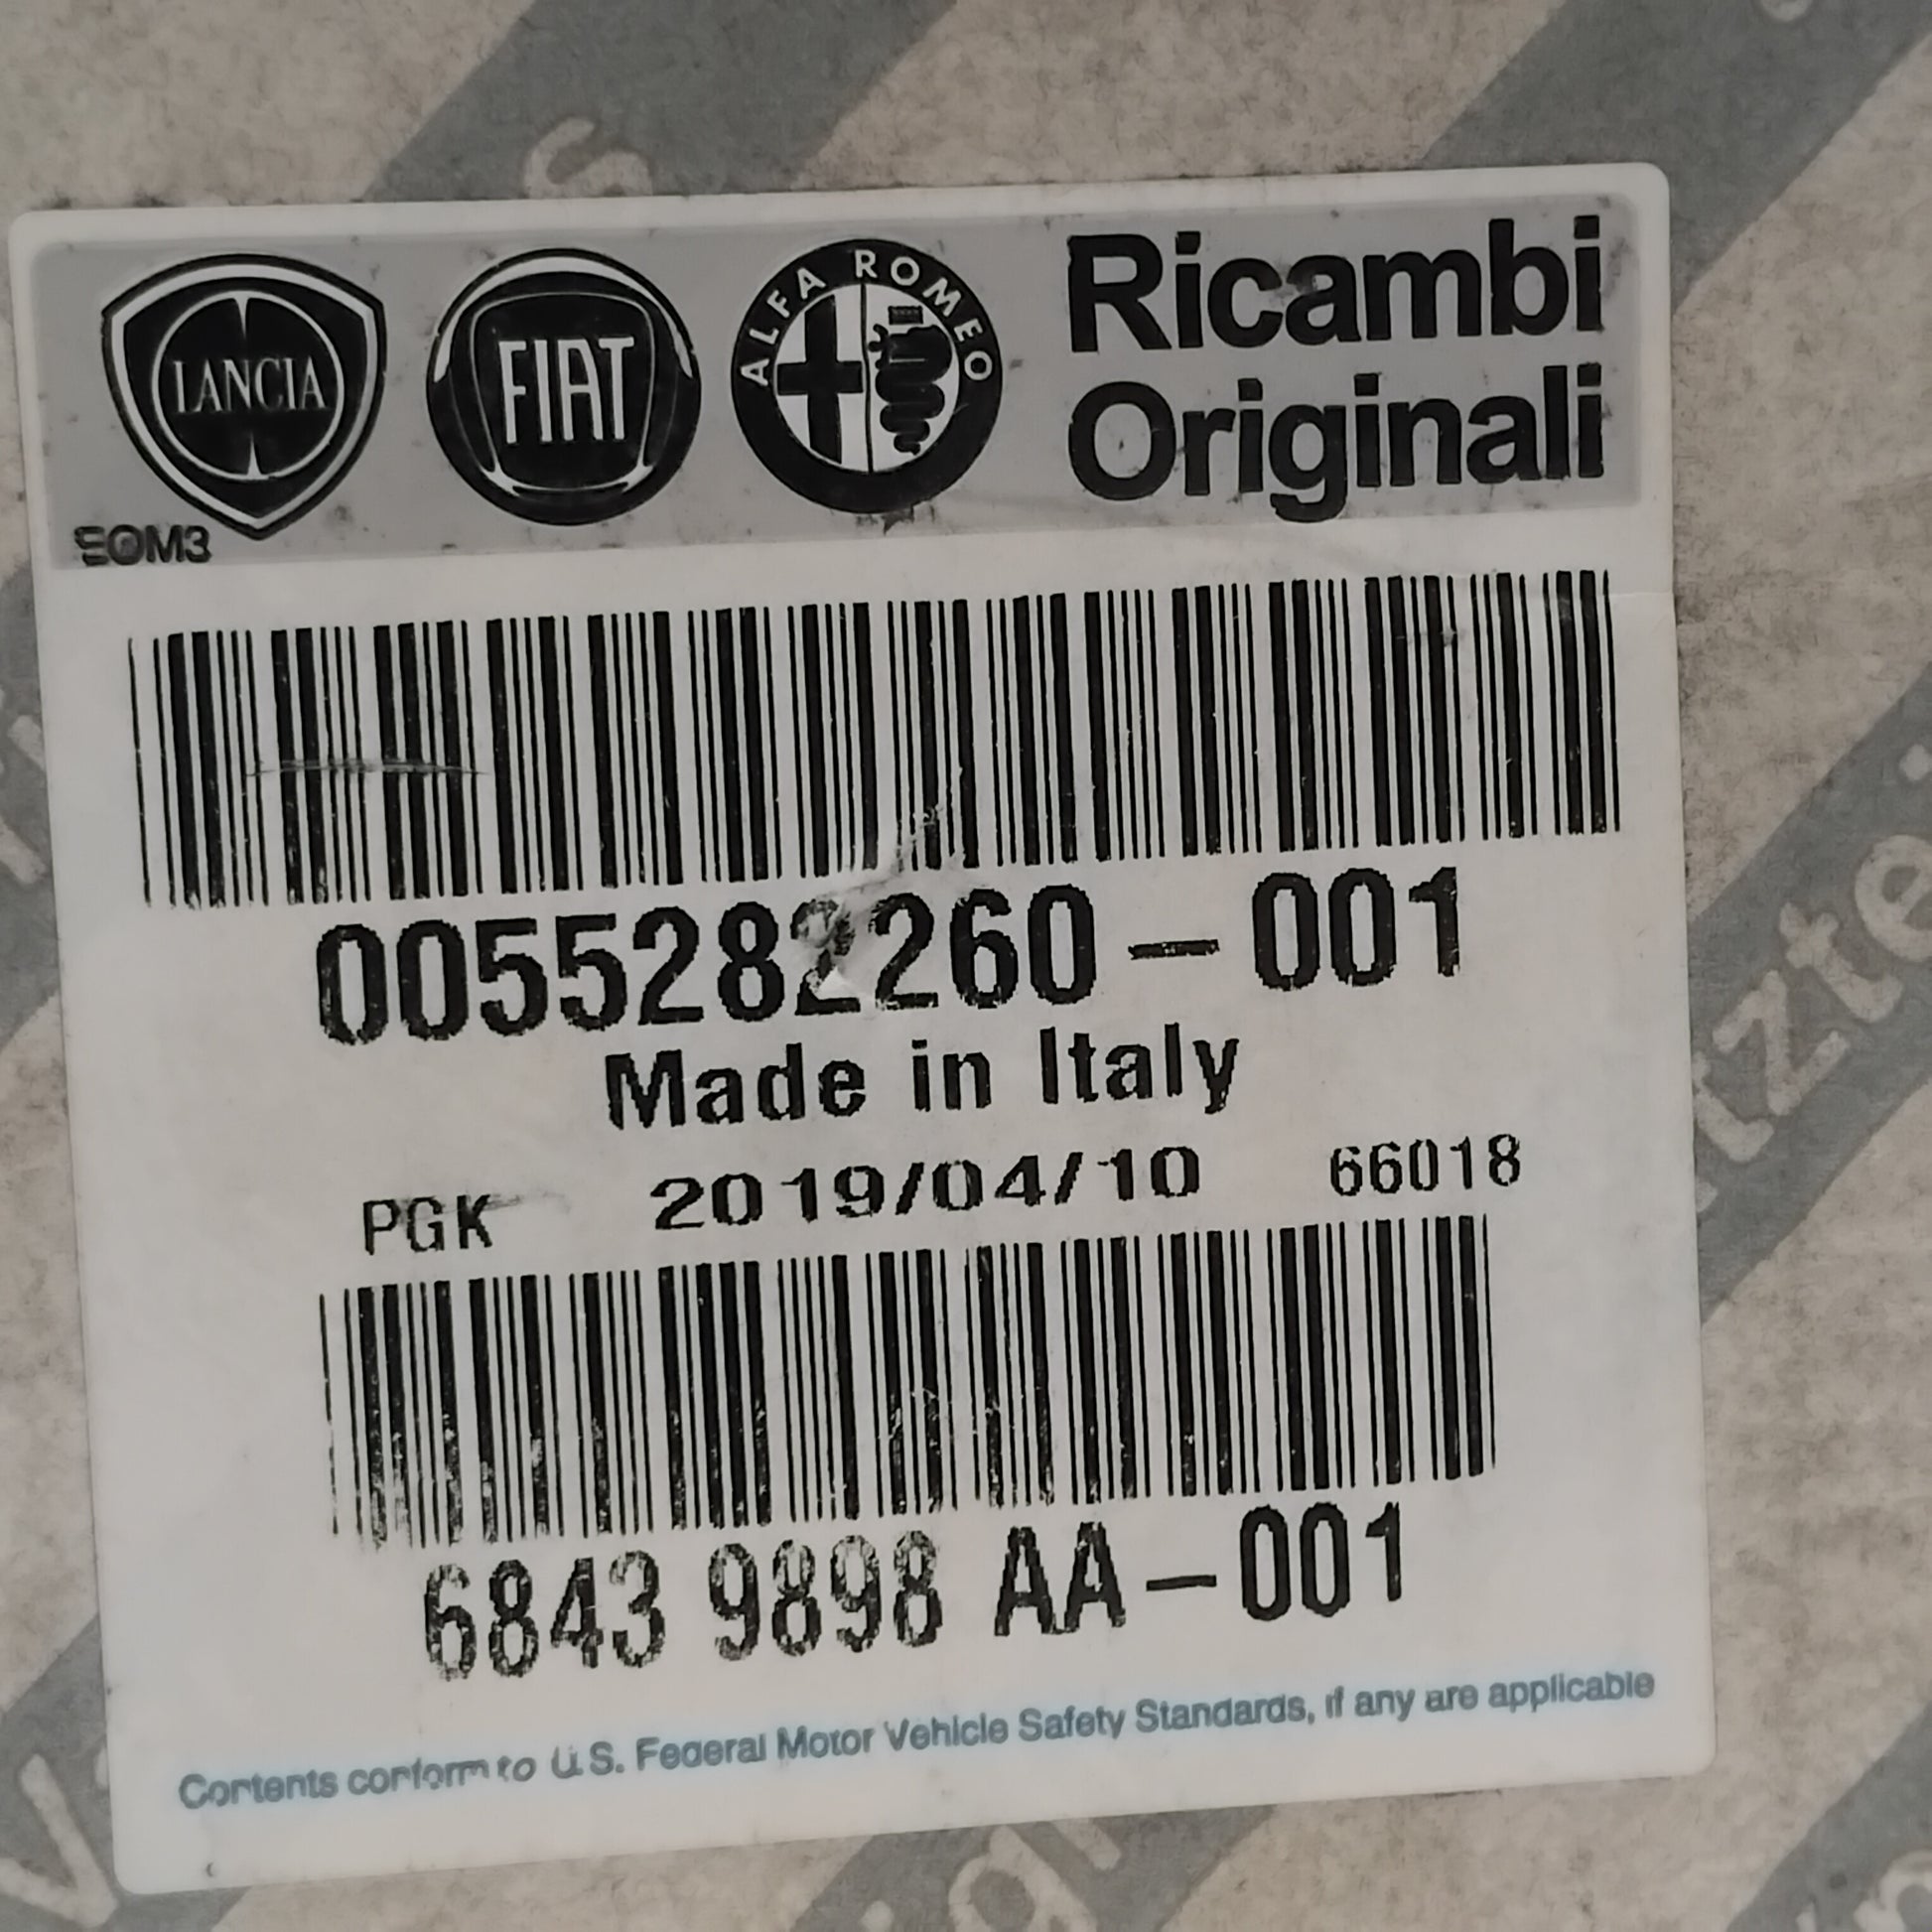 LANCIA FIAT ALFA ROMEO Ricambi
Originali
EOM3
0055282260-001
Made in Italy
PGK 2019/04/10 66018
6843 9898 AA-001
Contents conform to U.S. Federal Motor Vehicle Safety Standards, if any are applicable